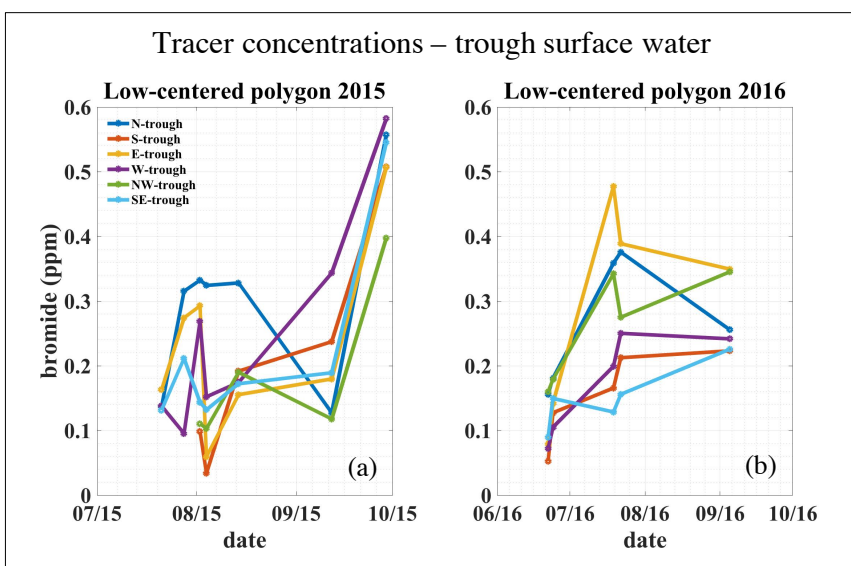 Tracer concentrations – trough surface water
Low-centered polygon 2015
0.6
0.5
0.4
0.3
0.2
0.1
0
bromide (ppm)
N-trough
S-trough
E-trough
W-trough
NW-trough
SE-trough
(a)
07/15 08/15 09/15 10/15
date
Low-centered polygon 2016
0.6
0.5
0.4
0.3
0.2
0.1
0
(b)
06/16 07/16 08/16 09/16 10/16
date